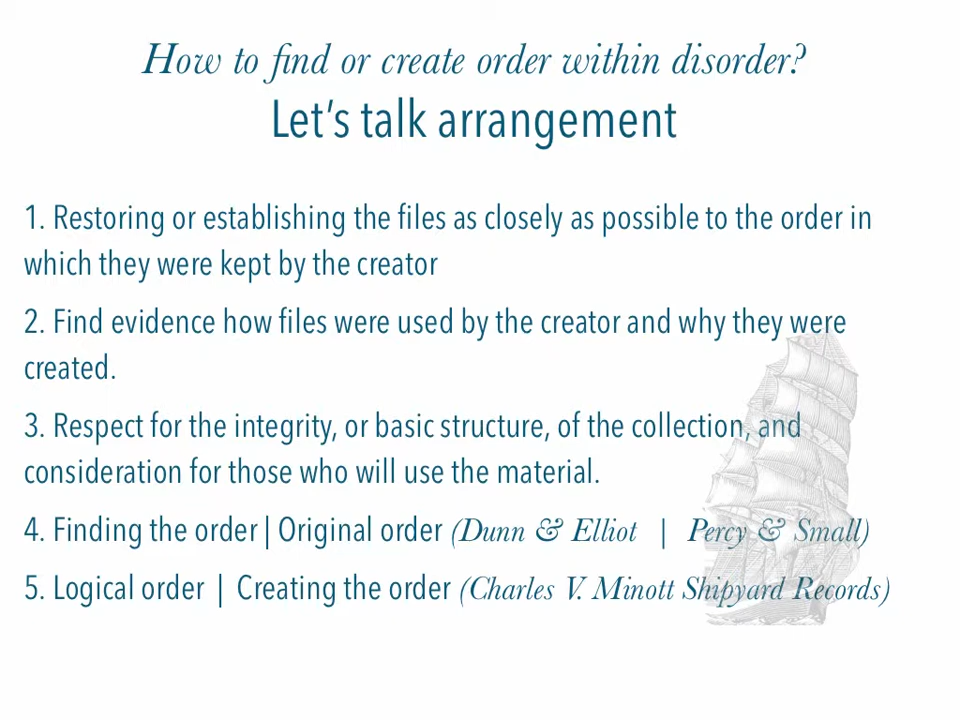 How to find or create order within disorder?
Let's talk arrangement
1. Restoring or establishing the files as closely as possible to the order in
which they were kept by the creator
2. Find evidence how files were used by the creator and why they were
created.
3. Respect for the integrity, or basic structure, of the collection, and
consideration for those who will use the material.
4. Finding the order | Original order (Dunn & Elliot | Percy & Small)
5. Logical order | Creating the order (Charles V. Minott Shipyard Records)